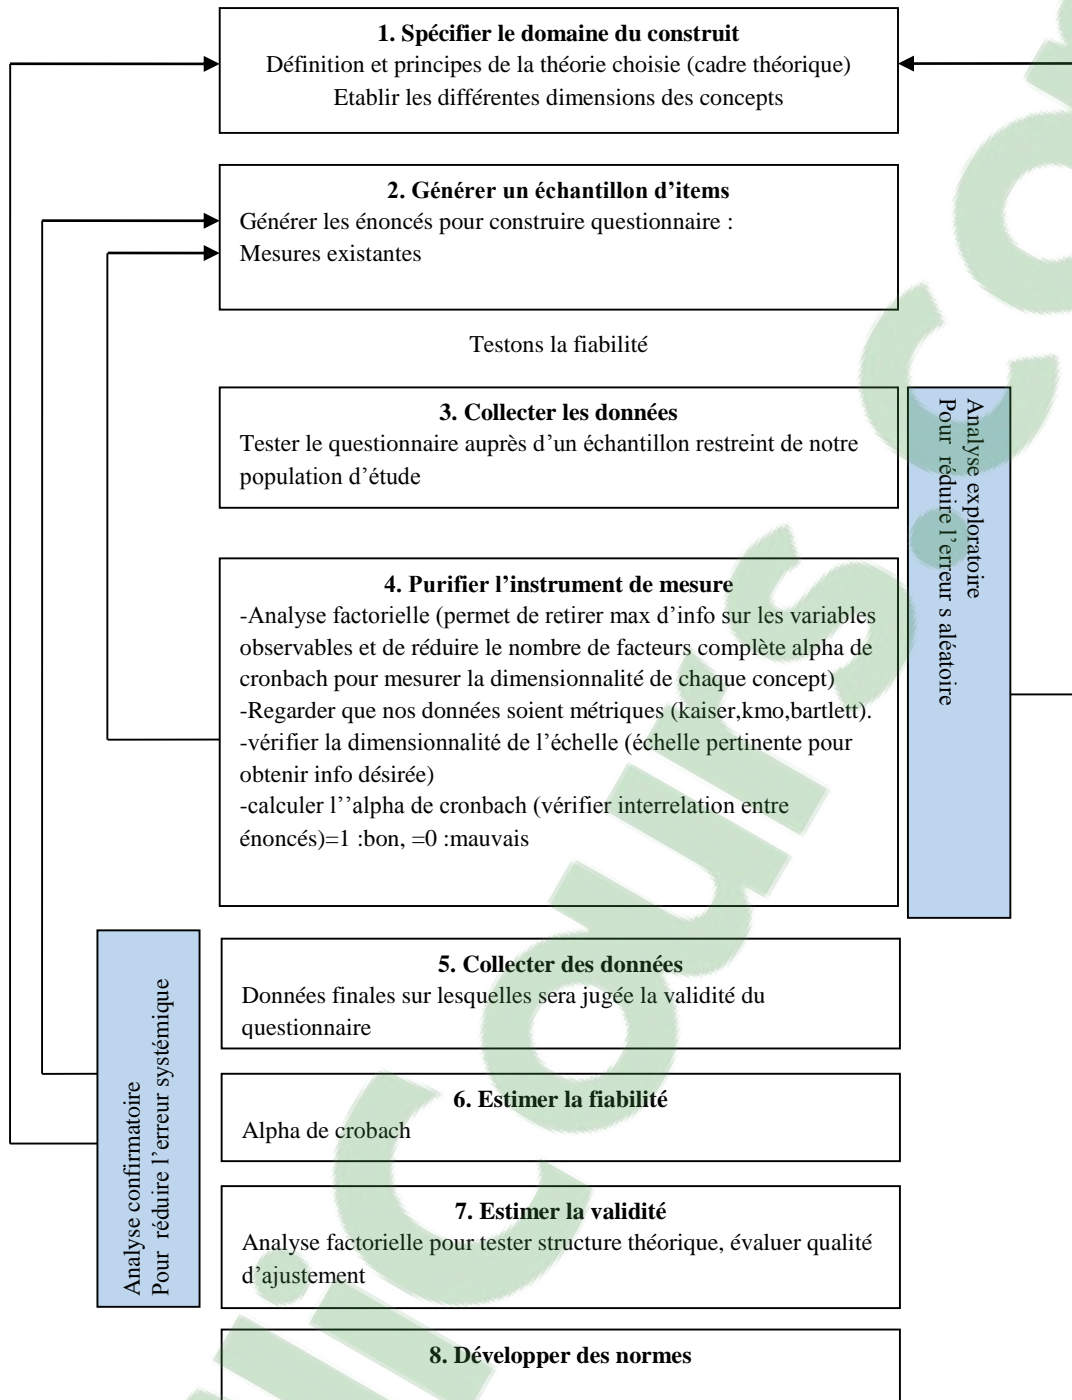 1. Spécifier le domaine du construit
Définition et principes de la théorie choisie (cadre théorique)
Etablir les différentes dimensions des concepts
2. Générer un échantillon d'items
Générer les énoncés pour construire questionnaire :
Mesures existantes
Testons la fiabilité
3. Collecter les données
Tester le questionnaire auprès d'un échantillon restreint de notre
population d'étude
Analyse exploratoire
Pour réduire l'erreur s aléatoire
4. Purifier l'instrument de mesure
-Analyse factorielle (permet de retirer max d'info sur les variables
observables et de réduire le nombre de facteurs complète alpha de
cronbach pour mesurer la dimensionnalité de chaque concept)
-Regarder que nos données soient métriques (kaiser,kmo,bartlett).
-vérifier la dimensionnalité de l'échelle (échelle pertinente pour
obtenir info désirée)
-calculer l''alpha de cronbach (vérifier interrelation entre
énoncés)=1 :bon, =0 :mauvais
5. Collecter des données
Données finales sur lesquelles sera jugée la validité du
questionnaire
Analyse confirmatoire
Pour réduire l'erreur systémique
6. Estimer la fiabilité
Alpha de crobach
7. Estimer la validité
Analyse factorielle pour tester structure théorique, évaluer qualité
d'ajustement
8. Développer des normes
liCours.co